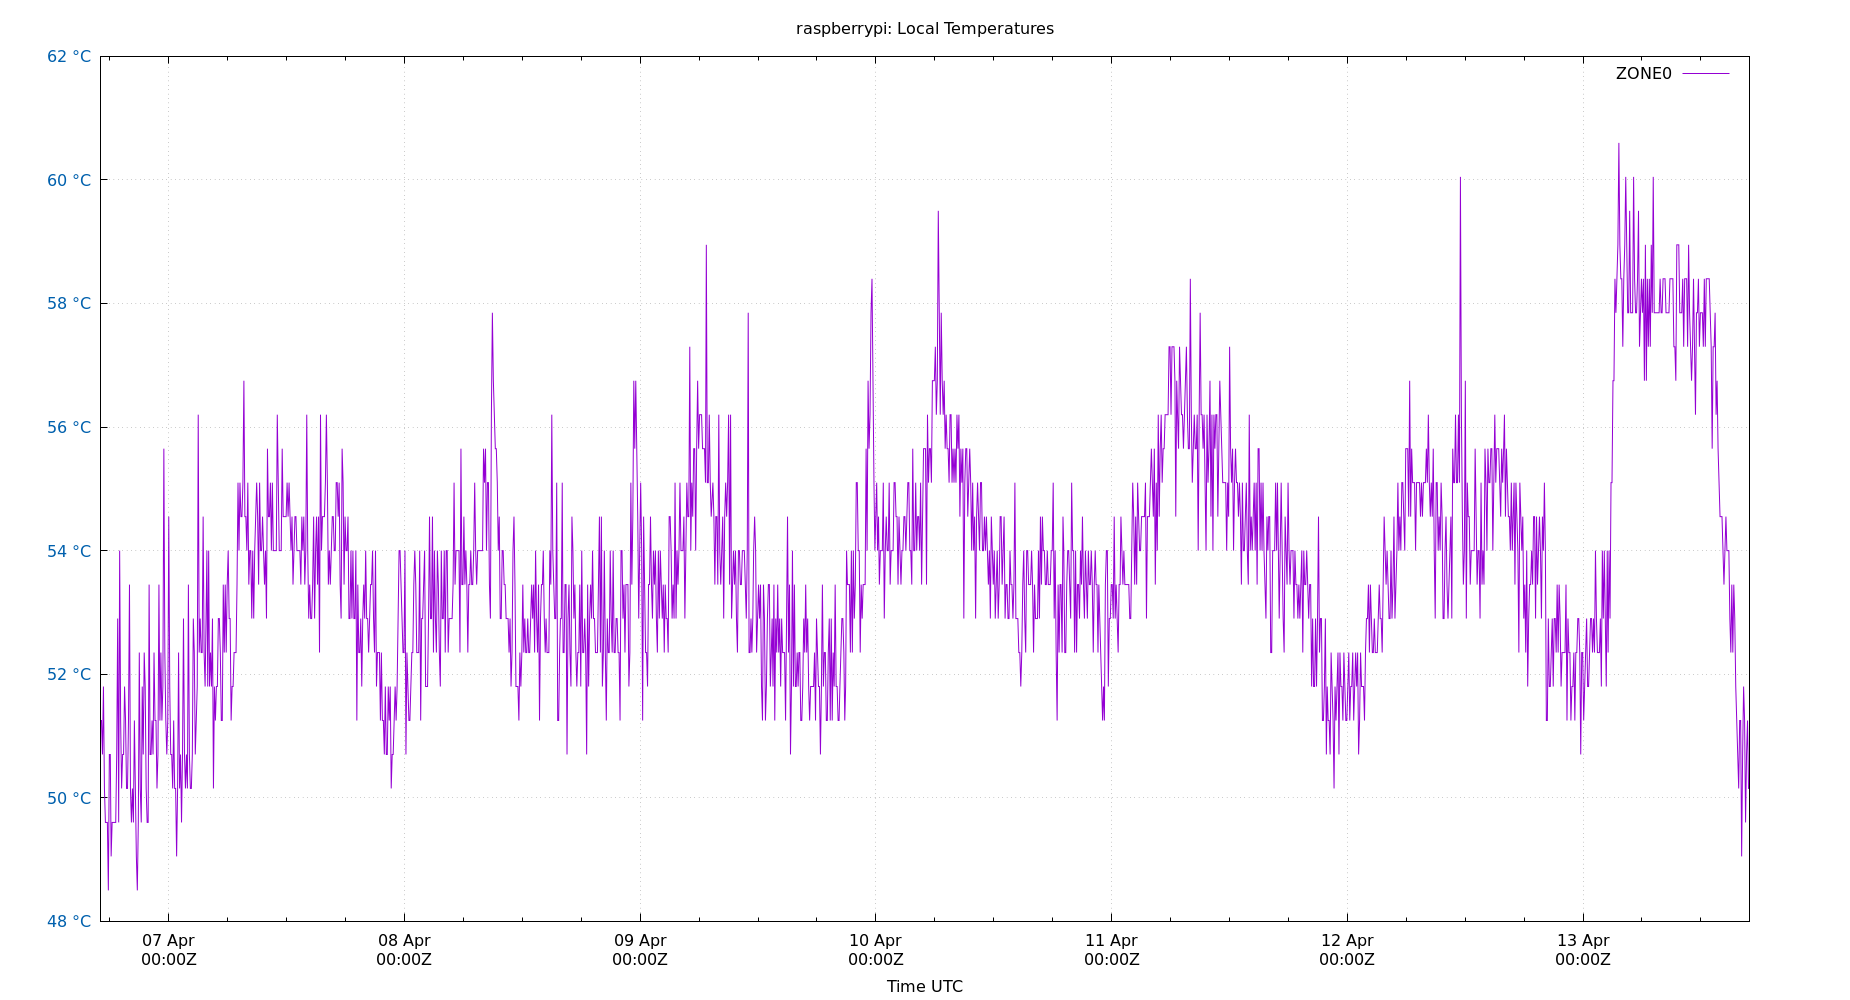 raspberrypi: Local Temperatures
62 °C
ZONE0
60 °C
58 °C
56 °C
54 °C
52 °C
50 °C
48 °C
07 Apr 08 Apr 09 Apr 10 Apr 11 Apr 12 Apr 13 Apr
00:00Z 00:00Z 00:00Z 00:00Z 00:00Z 00:00Z 00:00Z
Time UTC